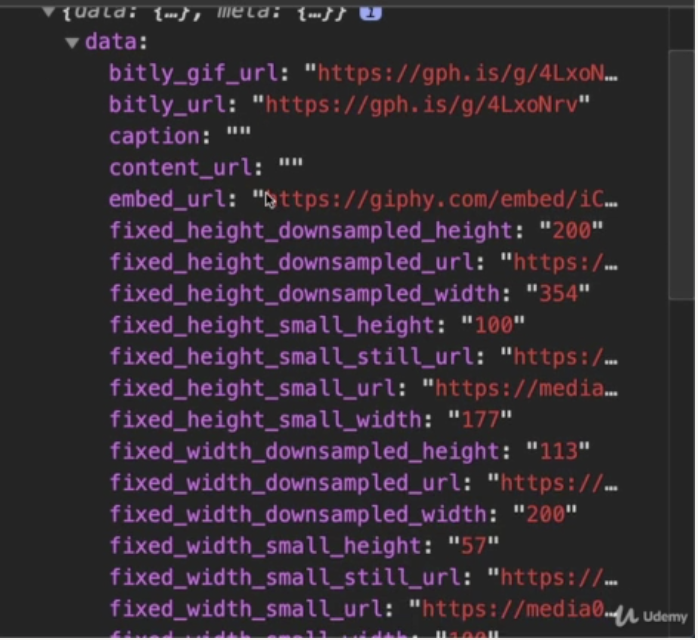 ▼{data: {…}, meta: {…}} i
▼data:
bitly_gif_url: "https://gph.is/g/4LxoN…
bitly_url: "https://gph.is/g/4LxoNrv"
caption: ""
content_url: ""
embed_url: "https://giphy.com/embed/iC…
fixed_height_downsampled_height: "200"
fixed_height_downsampled_url: "https:/…
fixed_height_downsampled_width: "354"
fixed_height_small_height: "100"
fixed_height_small_still_url: "https:/…
fixed_height_small_url: "https://media…
fixed_height_small_width: "177"
fixed_width_downsampled_height: "113"
fixed_width_downsampled_url: "https://…
fixed_width_downsampled_width: "200"
fixed_width_small_height: "57"
fixed_width_small_still_url: "https://…
fixed_width_small_url: "https://media0…
Udemy
fixed_width_small_width: "100"